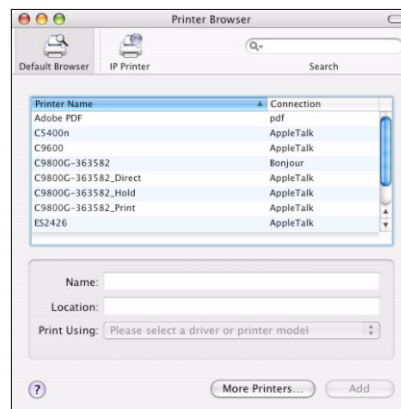 Printer Browser
Default Browser IP Printer Search
Printer Name Connection
Adobe PDF pdf
C5400n AppleTalk
C9600 AppleTalk
C9800G-363582 Bonjour
C9800G-363582_Direct AppleTalk
C9800G-363582_Hold AppleTalk
C9800G-363582_Print AppleTalk
ES2426 AppleTalk
Name:
Location:
Print Using: Please select a driver or printer model
? More Printers... Add